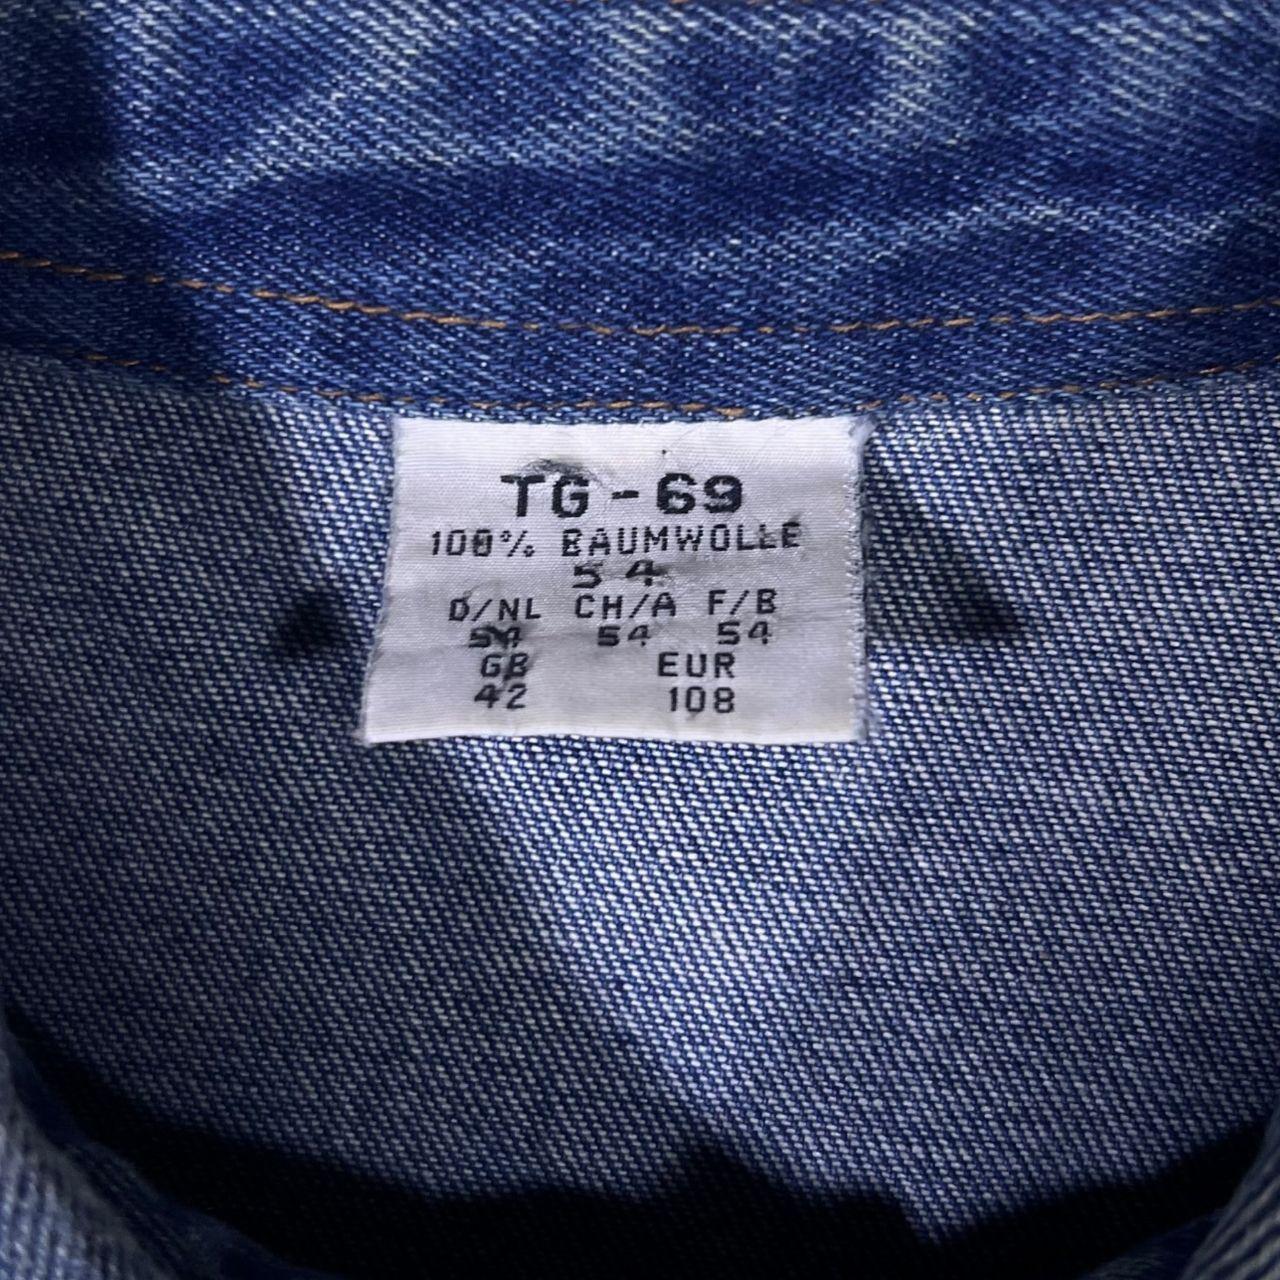 TG-69
100% BAUMWOLLE
54
D/NL CH/A F/B
54 54 54
GB EUR
42 108